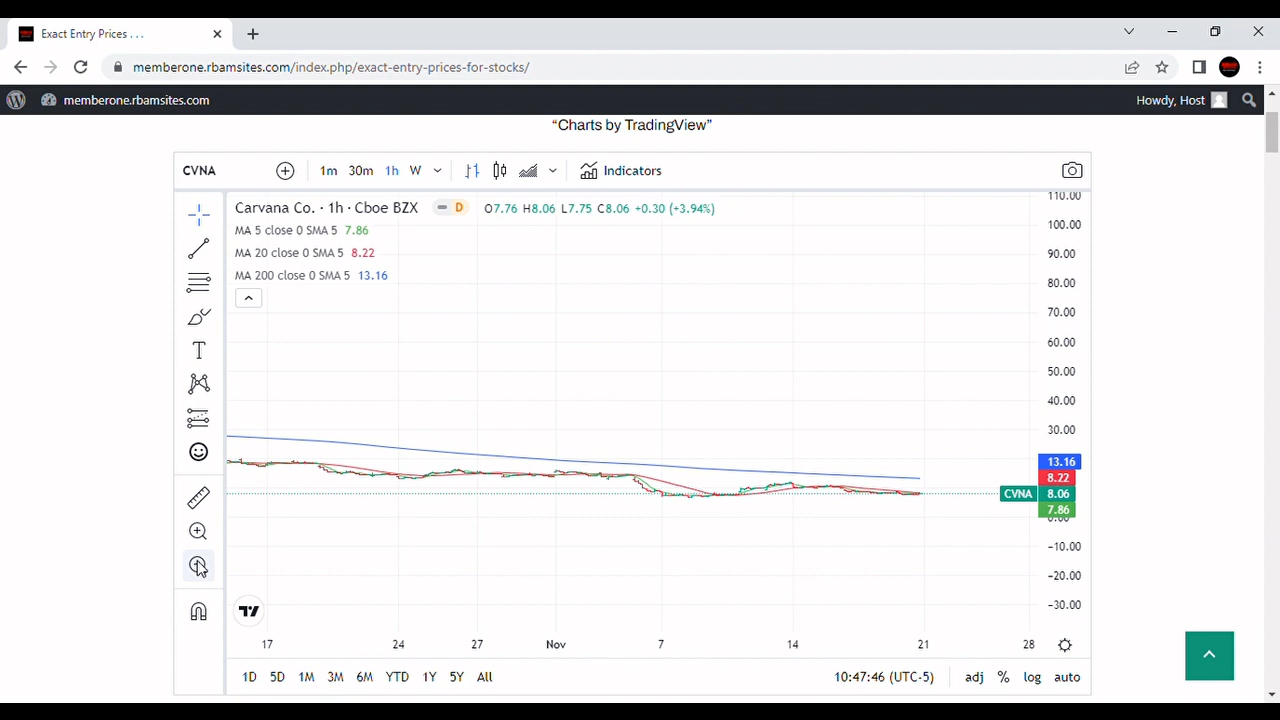 Exact Entry Prices . . .
memberone.rbamsites.com/index.php/exact-entry-prices-for-stocks/
memberone.rbamsites.com
Howdy, Host
“Charts by TradingView”
CVNA 1m 30m 1h W Indicators
Carvana Co. · 1h · Cboe BZX D O7.76 H8.06 L7.75 C8.06 +0.30 (+3.94%)
MA 5 close 0 SMA 5 7.86
MA 20 close 0 SMA 5 8.22
MA 200 close 0 SMA 5 13.16
110.00
100.00
90.00
80.00
70.00
60.00
50.00
40.00
30.00
13.16
8.22
CVNA 8.06
7.86
0.00
−10.00
−20.00
−30.00
17 24 27 Nov 7 14 21 28
1D 5D 1M 3M 6M YTD 1Y 5Y All 10:47:46 (UTC-5) adj % log auto